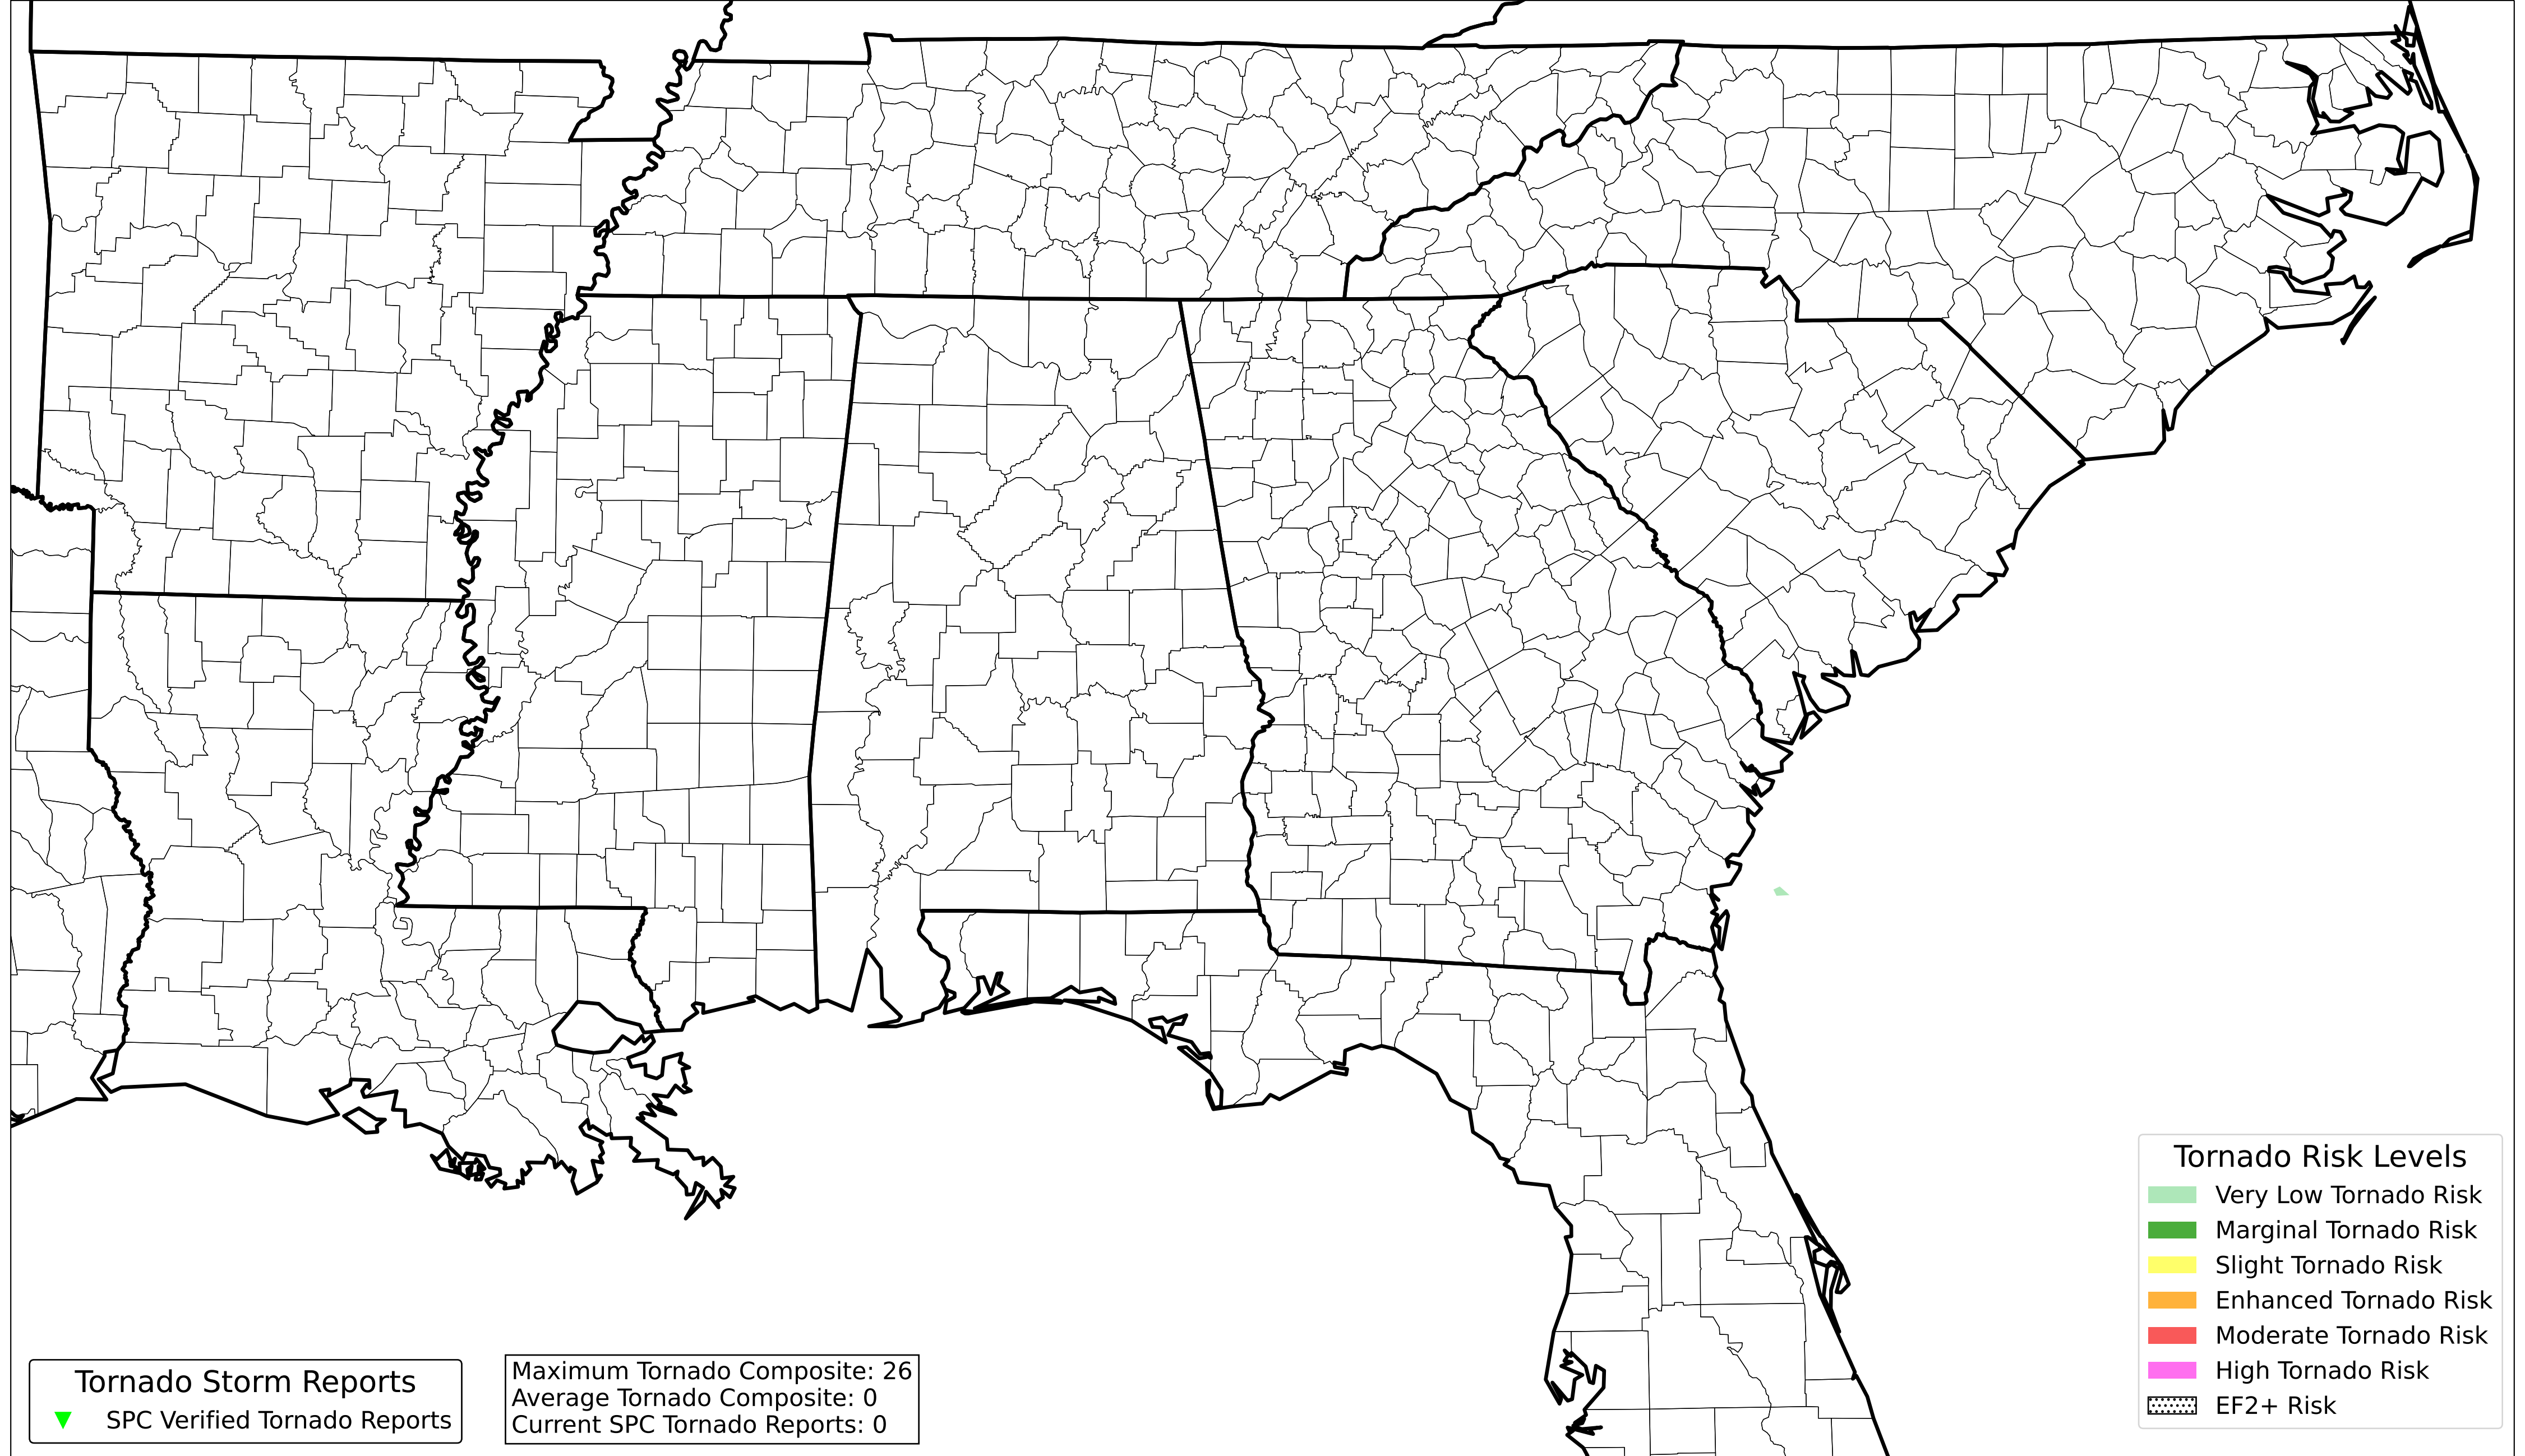 Tornado Risk Levels
Very Low Tornado Risk
Marginal Tornado Risk
Slight Tornado Risk
Enhanced Tornado Risk
Moderate Tornado Risk
High Tornado Risk
EF2+ Risk
Tornado Storm Reports
SPC Verified Tornado Reports
Maximum Tornado Composite: 26
Average Tornado Composite: 0
Current SPC Tornado Reports: 0